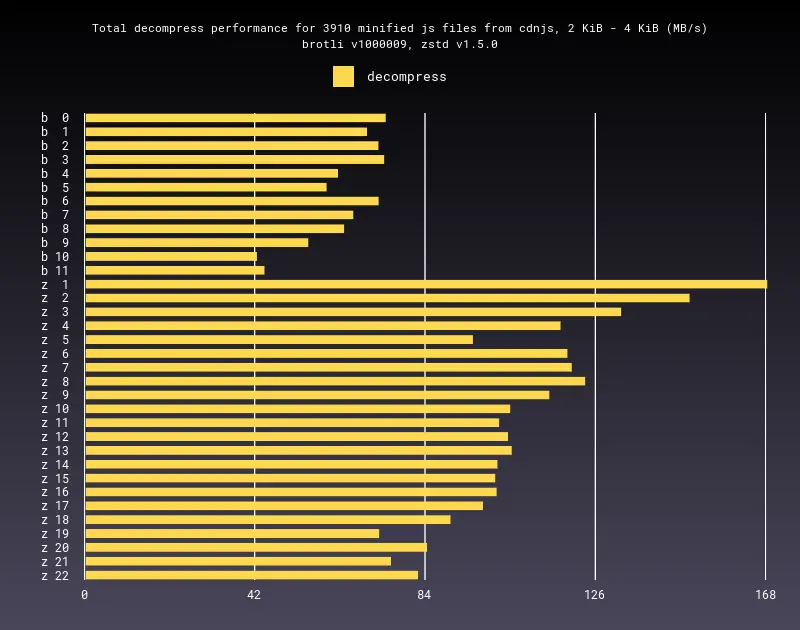 Total decompress performance for 3910 minified js files from cdnjs, 2 KiB - 4 KiB (MB/s)
brotli v1000009, zstd v1.5.0
decompress
b 0
b 1
b 2
b 3
b 4
b 5
b 6
b 7
b 8
b 9
b 10
b 11
z 1
z 2
z 3
z 4
z 5
z 6
z 7
z 8
z 9
z 10
z 11
z 12
z 13
z 14
z 15
z 16
z 17
z 18
z 19
z 20
z 21
z 22
0 42 84 126 168